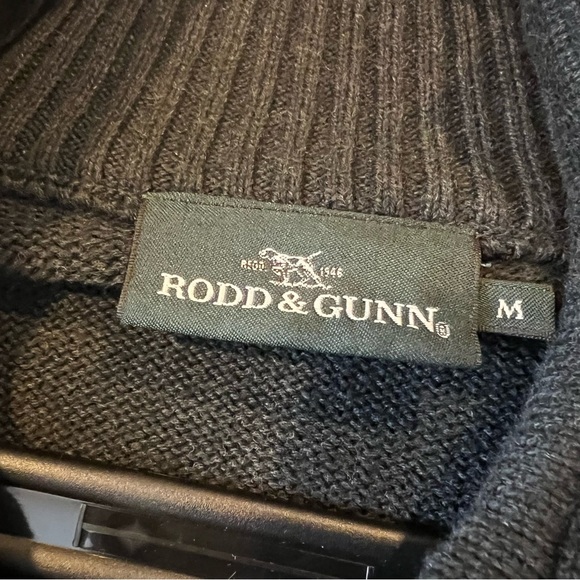 REGD. 1946
RODD & GUNN ®
M